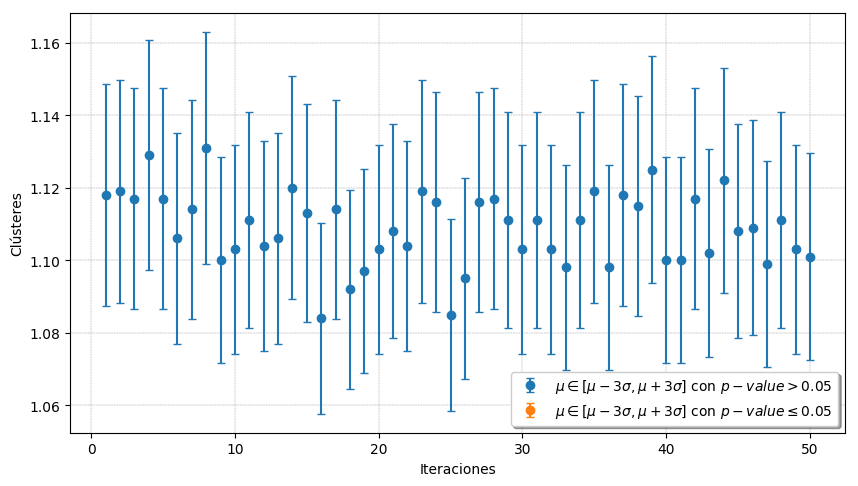 1.16
1.14
1.12
1.10
1.08
1.06
Clústeres
0 10 20 30 40 50
Iteraciones
μ ∈ [μ − 3σ, μ + 3σ] con p − value > 0.05
μ ∈ [μ − 3σ, μ + 3σ] con p − value ≤ 0.05